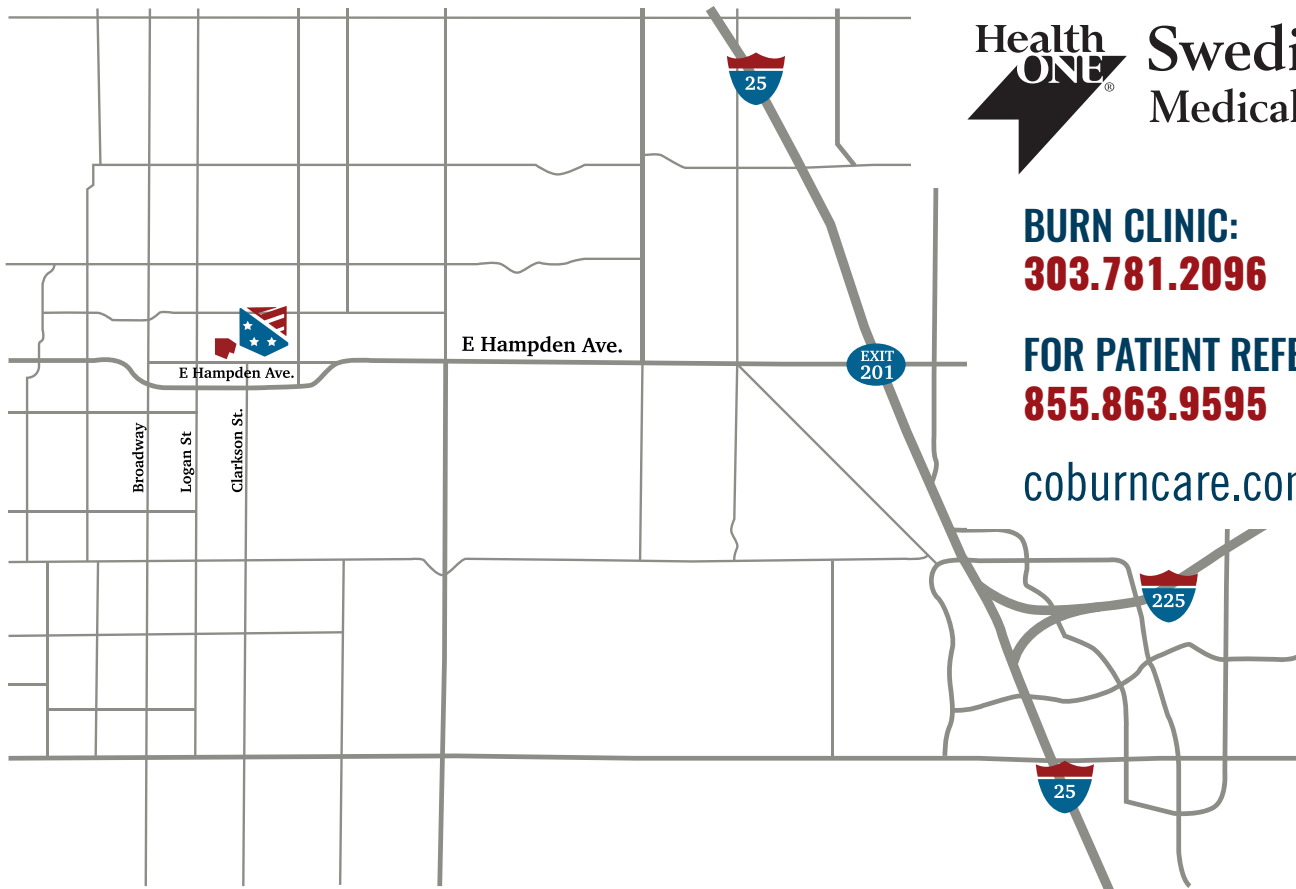 25
Health
ONE®
Swedi
Medical
BURN CLINIC:
303.781.2096
FOR PATIENT REFE
855.863.9595
coburncare.com
E Hampden Ave.
EXIT
201
E Hampden Ave.
Broadway
Logan St
Clarkson St.
225
25